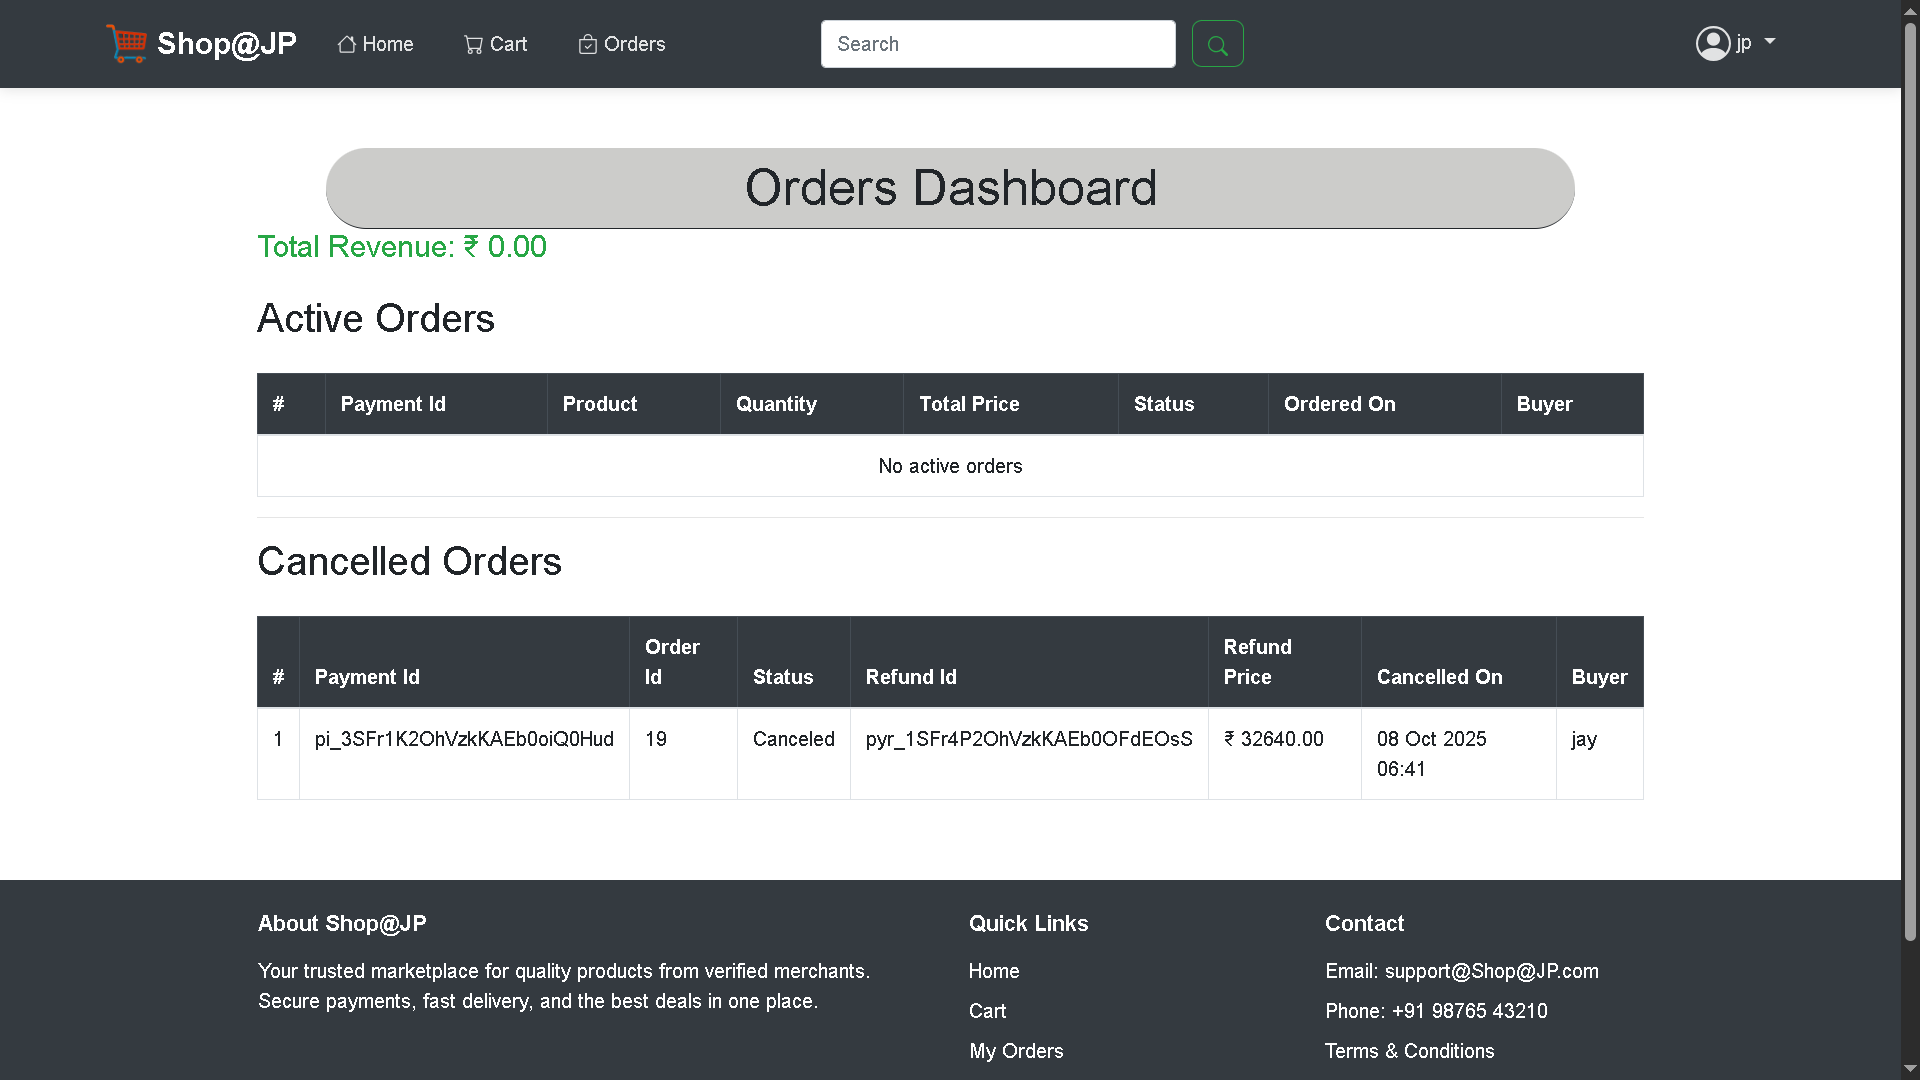 Shop@JP Home Cart Orders Search jp
Orders Dashboard
Total Revenue: ₹ 0.00
Active Orders
# Payment Id Product Quantity Total Price Status Ordered On Buyer
No active orders
Cancelled Orders
# Payment Id Order Id Status Refund Id Refund Price Cancelled On Buyer
1 pi_3SFr1K2OhVzkKAEb0oiQ0Hud 19 Canceled pyr_1SFr4P2OhVzkKAEb0OFdEOsS ₹ 32640.00 08 Oct 2025 06:41 jay
About Shop@JP
Your trusted marketplace for quality products from verified merchants.
Secure payments, fast delivery, and the best deals in one place.
Quick Links
Home
Cart
My Orders
Contact
Email: support@Shop@JP.com
Phone: +91 98765 43210
Terms & Conditions